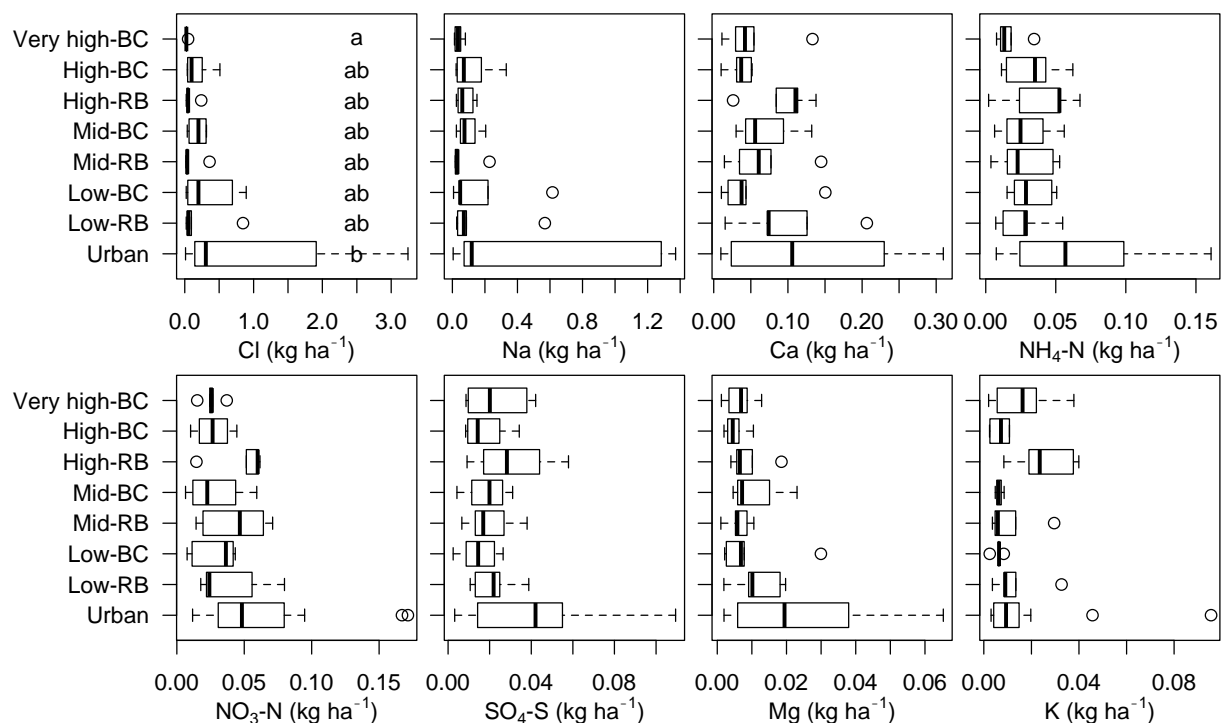 Very high-BC a
High-BC ab
High-RB ab
Mid-BC ab
Mid-RB ab
Low-BC ab
Low-RB ab
Urban b
0.0 1.0 2.0 3.0 0.0 0.4 0.8 1.2 0.00 0.10 0.20 0.30 0.00 0.05 0.10 0.15
Cl (kg ha⁻¹) Na (kg ha⁻¹) Ca (kg ha⁻¹) NH₄-N (kg ha⁻¹)
Very high-BC
High-BC
High-RB
Mid-BC
Mid-RB
Low-BC
Low-RB
Urban
0.00 0.05 0.10 0.15 0.00 0.04 0.08 0.00 0.02 0.04 0.06 0.00 0.04 0.08
NO₃-N (kg ha⁻¹) SO₄-S (kg ha⁻¹) Mg (kg ha⁻¹) K (kg ha⁻¹)